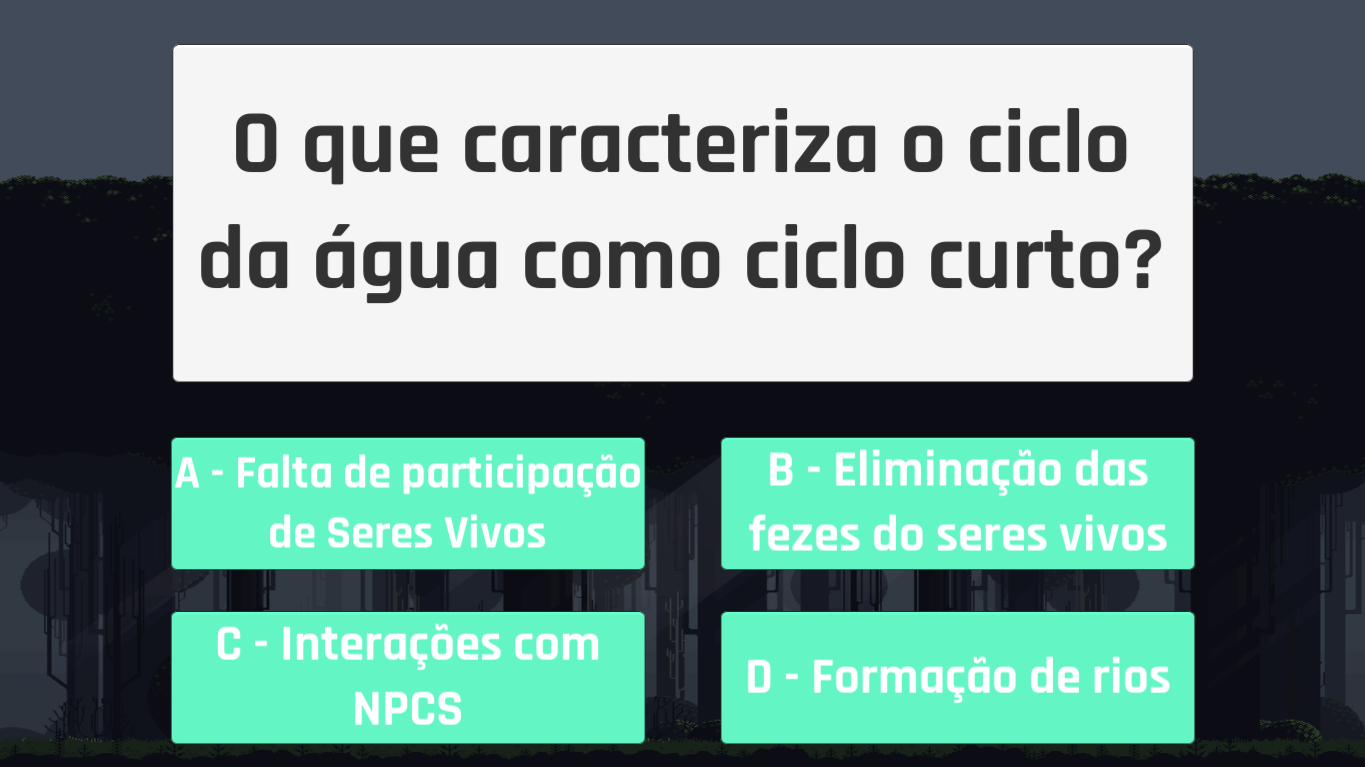 O que caracteriza o ciclo
da água como ciclo curto?
A - Falta de participação
de Seres Vivos
B - Eliminação das
fezes do seres vivos
C - Interações com
NPCS
D - Formação de rios